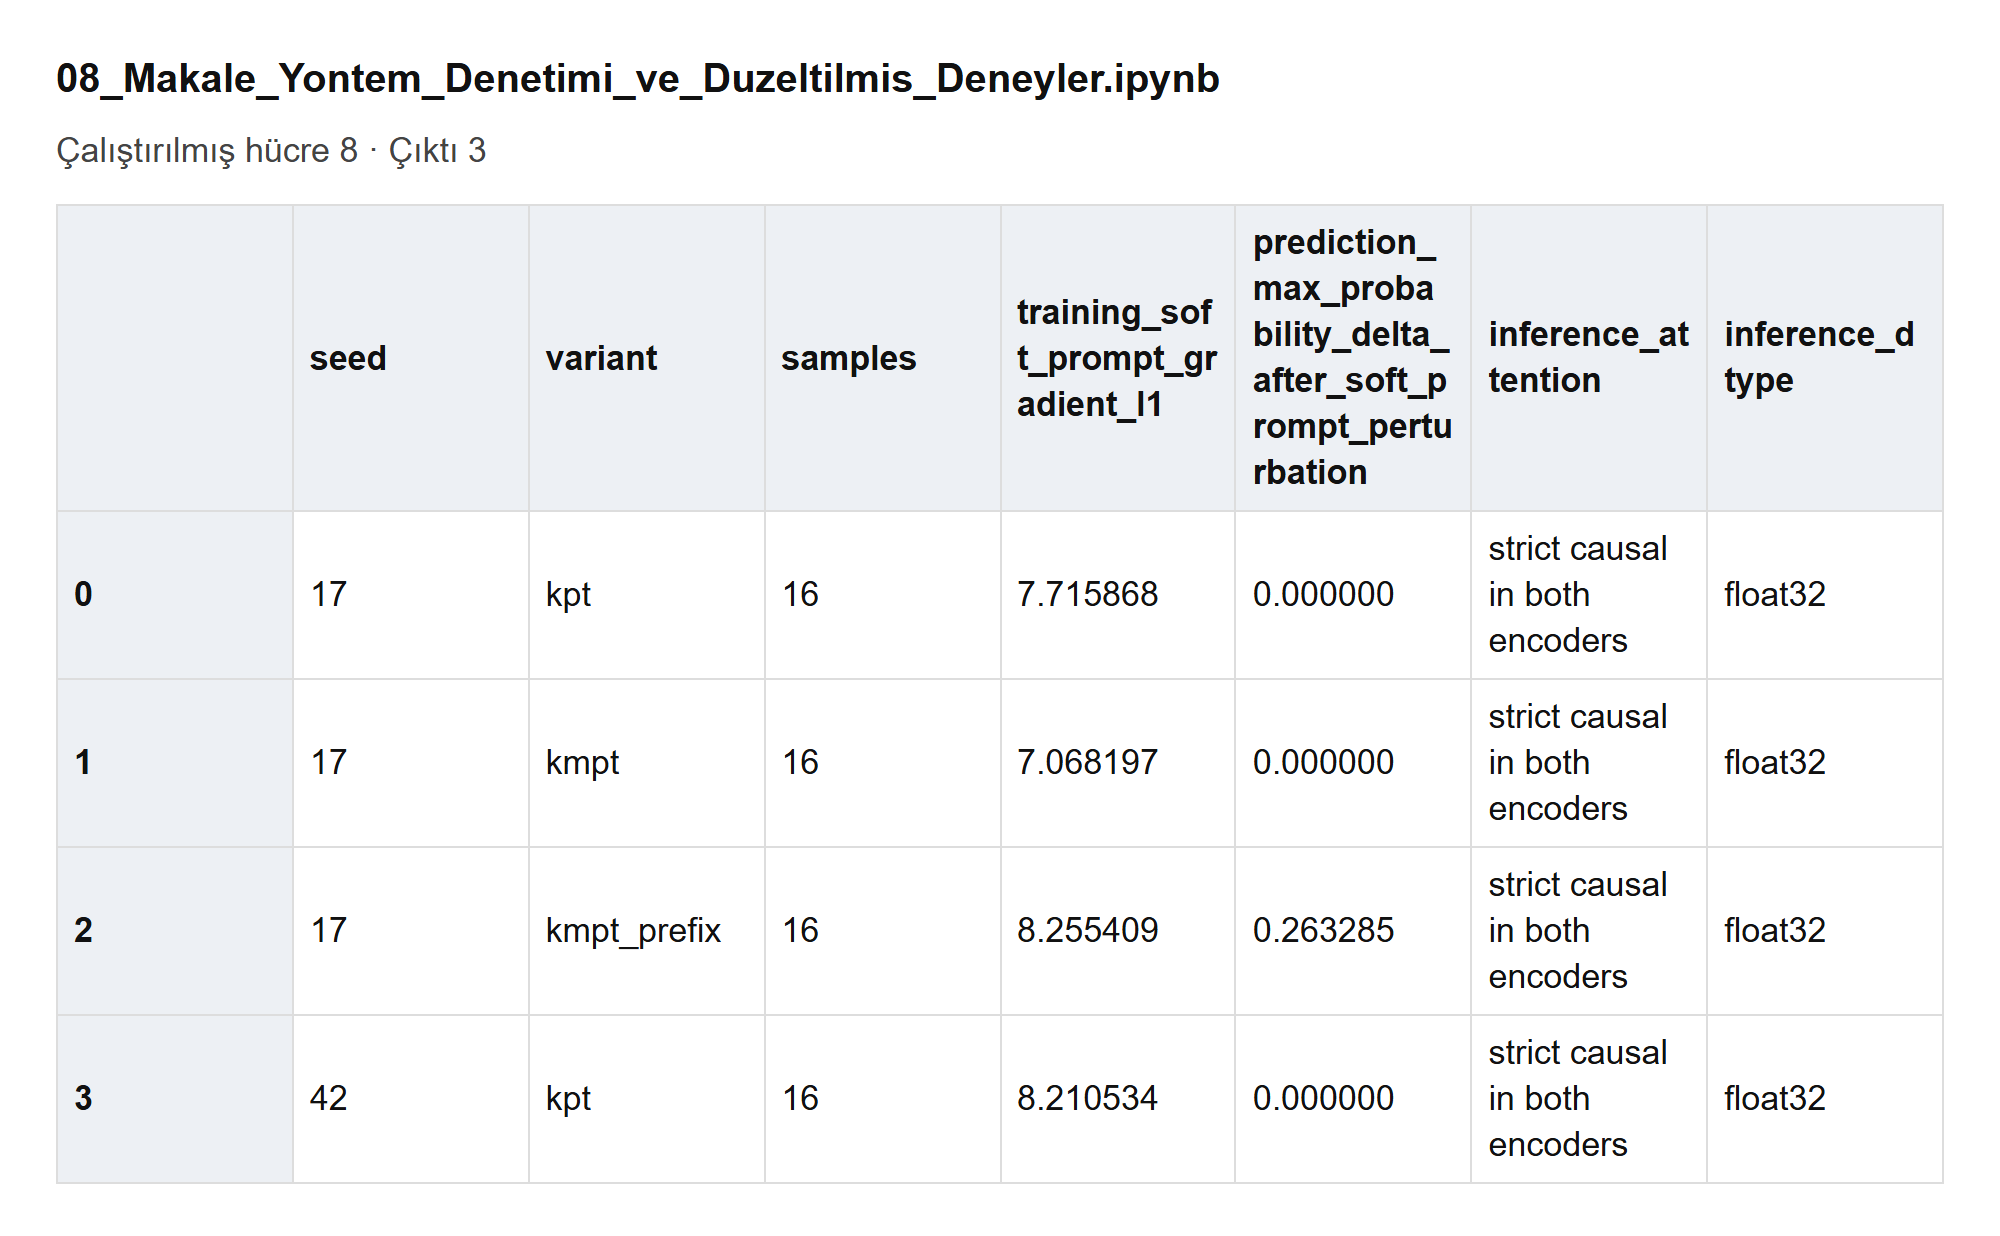 08_Makale_Yontem_Denetimi_ve_Duzeltilmis_Deneyler.ipynb
Çalıştırılmış hücre 8 · Çıktı 3
seed
variant
samples
training_sof
t_prompt_gr
adient_l1
prediction_
max_proba
bility_delta_
after_soft_p
rompt_pertu
rbation
inference_at
tention
inference_d
type
0
17
kpt
16
7.715868
0.000000
strict causal
in both
encoders
float32
1
17
kmpt
16
7.068197
0.000000
strict causal
in both
encoders
float32
2
17
kmpt_prefix
16
8.255409
0.263285
strict causal
in both
encoders
float32
3
42
kpt
16
8.210534
0.000000
strict causal
in both
encoders
float32